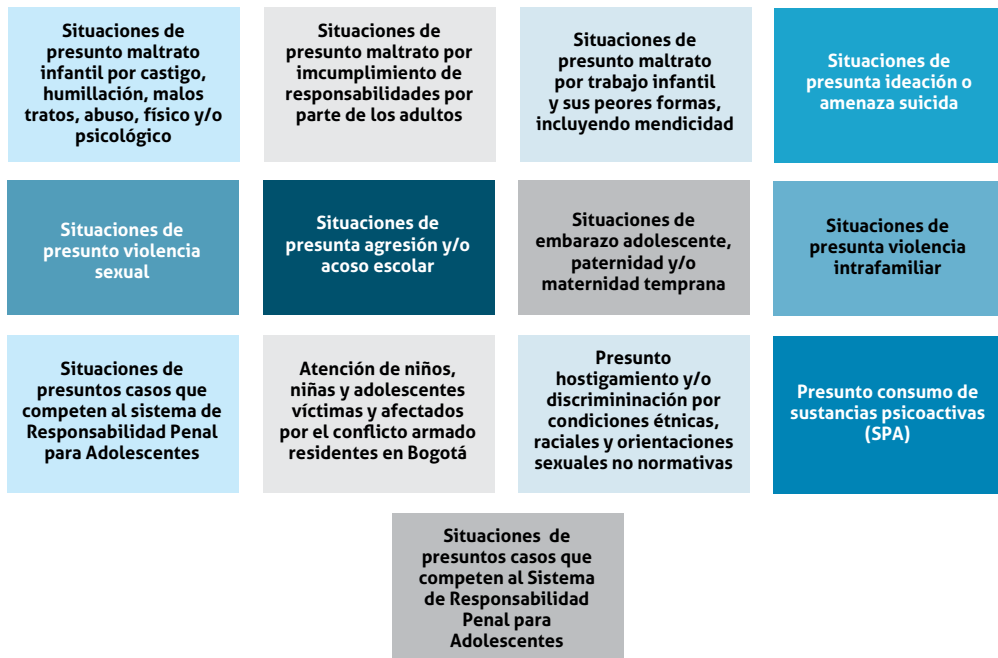 Situaciones de
presunto maltrato
infantil por castigo,
humillación, malos
tratos, abuso, físico y/o
psicológico
Situaciones de
presunto maltrato por
imcumplimiento de
responsabilidades por
parte de los adultos
Situaciones de
presunto maltrato
por trabajo infantil
y sus peores formas,
incluyendo mendicidad
Situaciones de
presunta ideación o
amenaza suicida
Situaciones de
presunto violencia
sexual
Situaciones de
presunta agresión y/o
acoso escolar
Situaciones de
embarazo adolescente,
paternidad y/o
maternidad temprana
Situaciones de
presunta violencia
intrafamiliar
Situaciones de
presuntos casos que
competen al sistema de
Responsabilidad Penal
para Adolescentes
Atención de niños,
niñas y adolescentes
víctimas y afectados
por el conflicto armado
residentes en Bogotá
Presunto
hostigamiento y/o
discrimininación por
condiciones étnicas,
raciales y orientaciones
sexuales no normativas
Presunto consumo de
sustancias psicoactivas
(SPA)
Situaciones de
presuntos casos que
competen al Sistema
de Responsabilidad
Penal para
Adolescentes